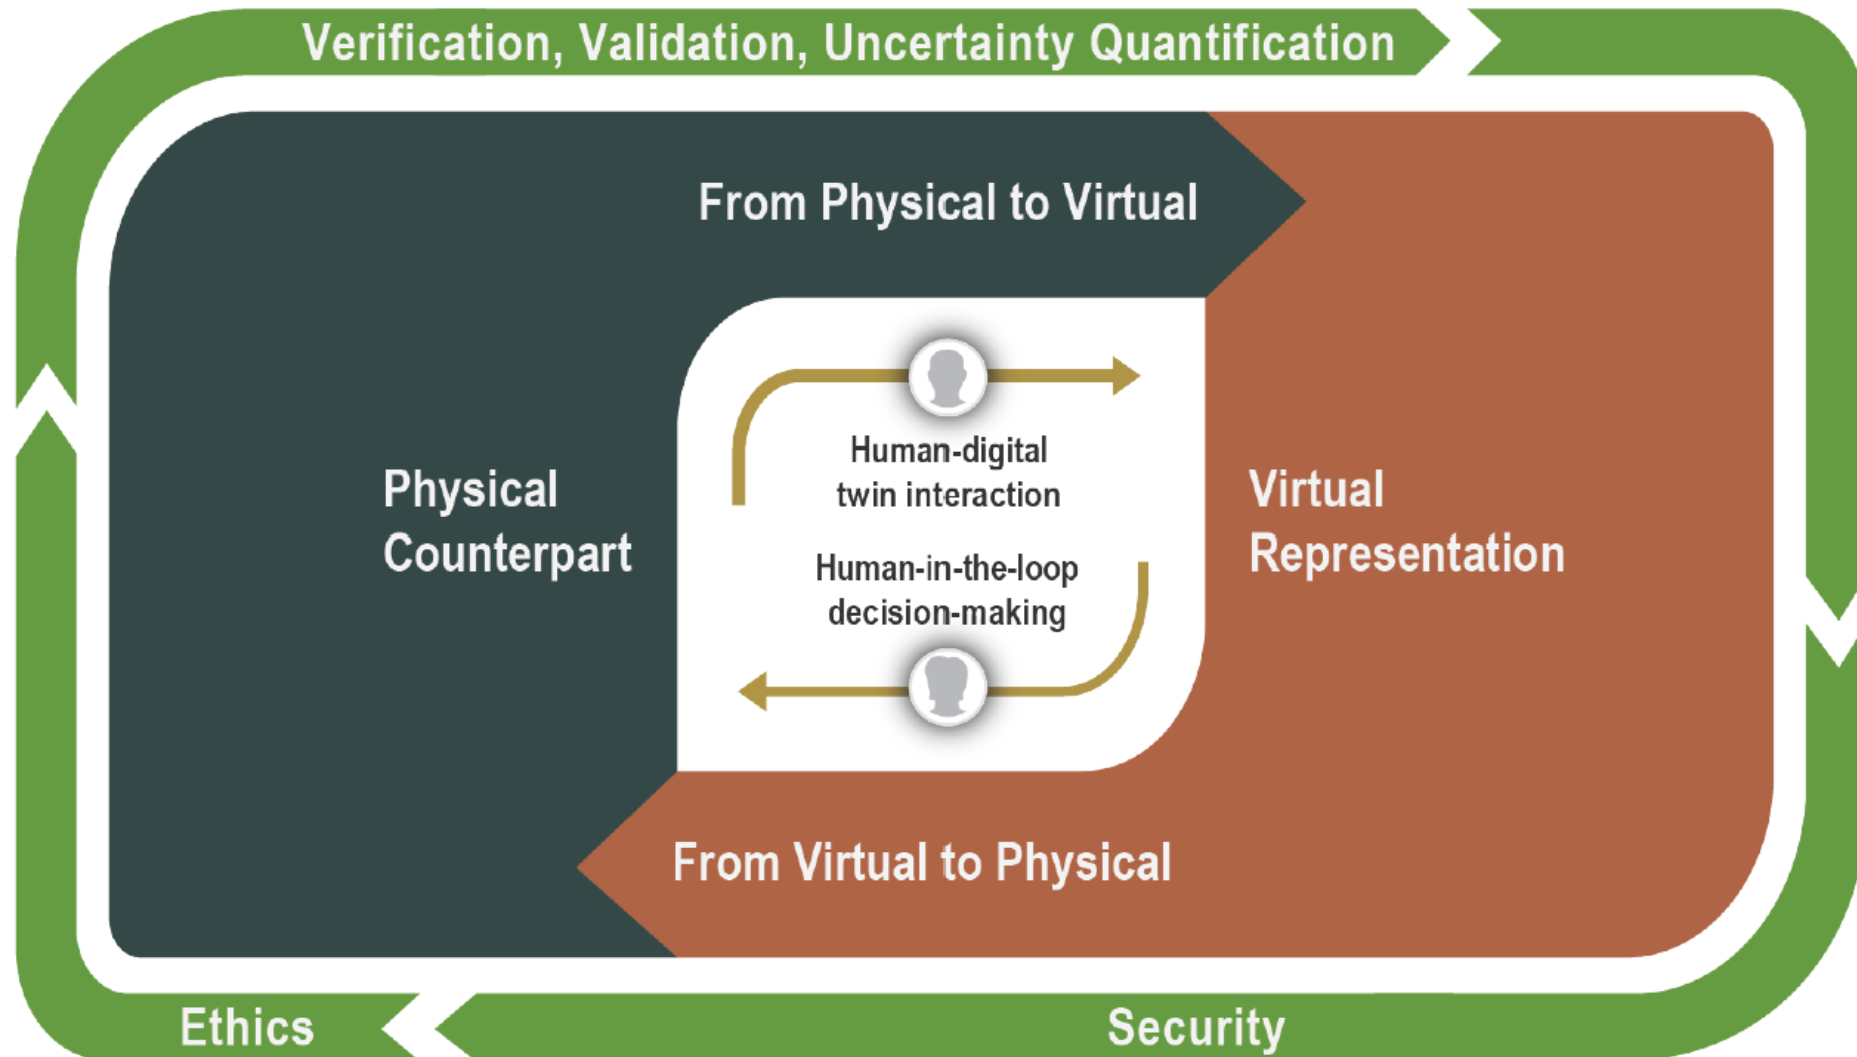 Verification, Validation, Uncertainty Quantification
From Physical to Virtual
Physical
Counterpart
Human-digital
twin interaction
Human-in-the-loop
decision-making
Virtual
Representation
From Virtual to Physical
Ethics
Security